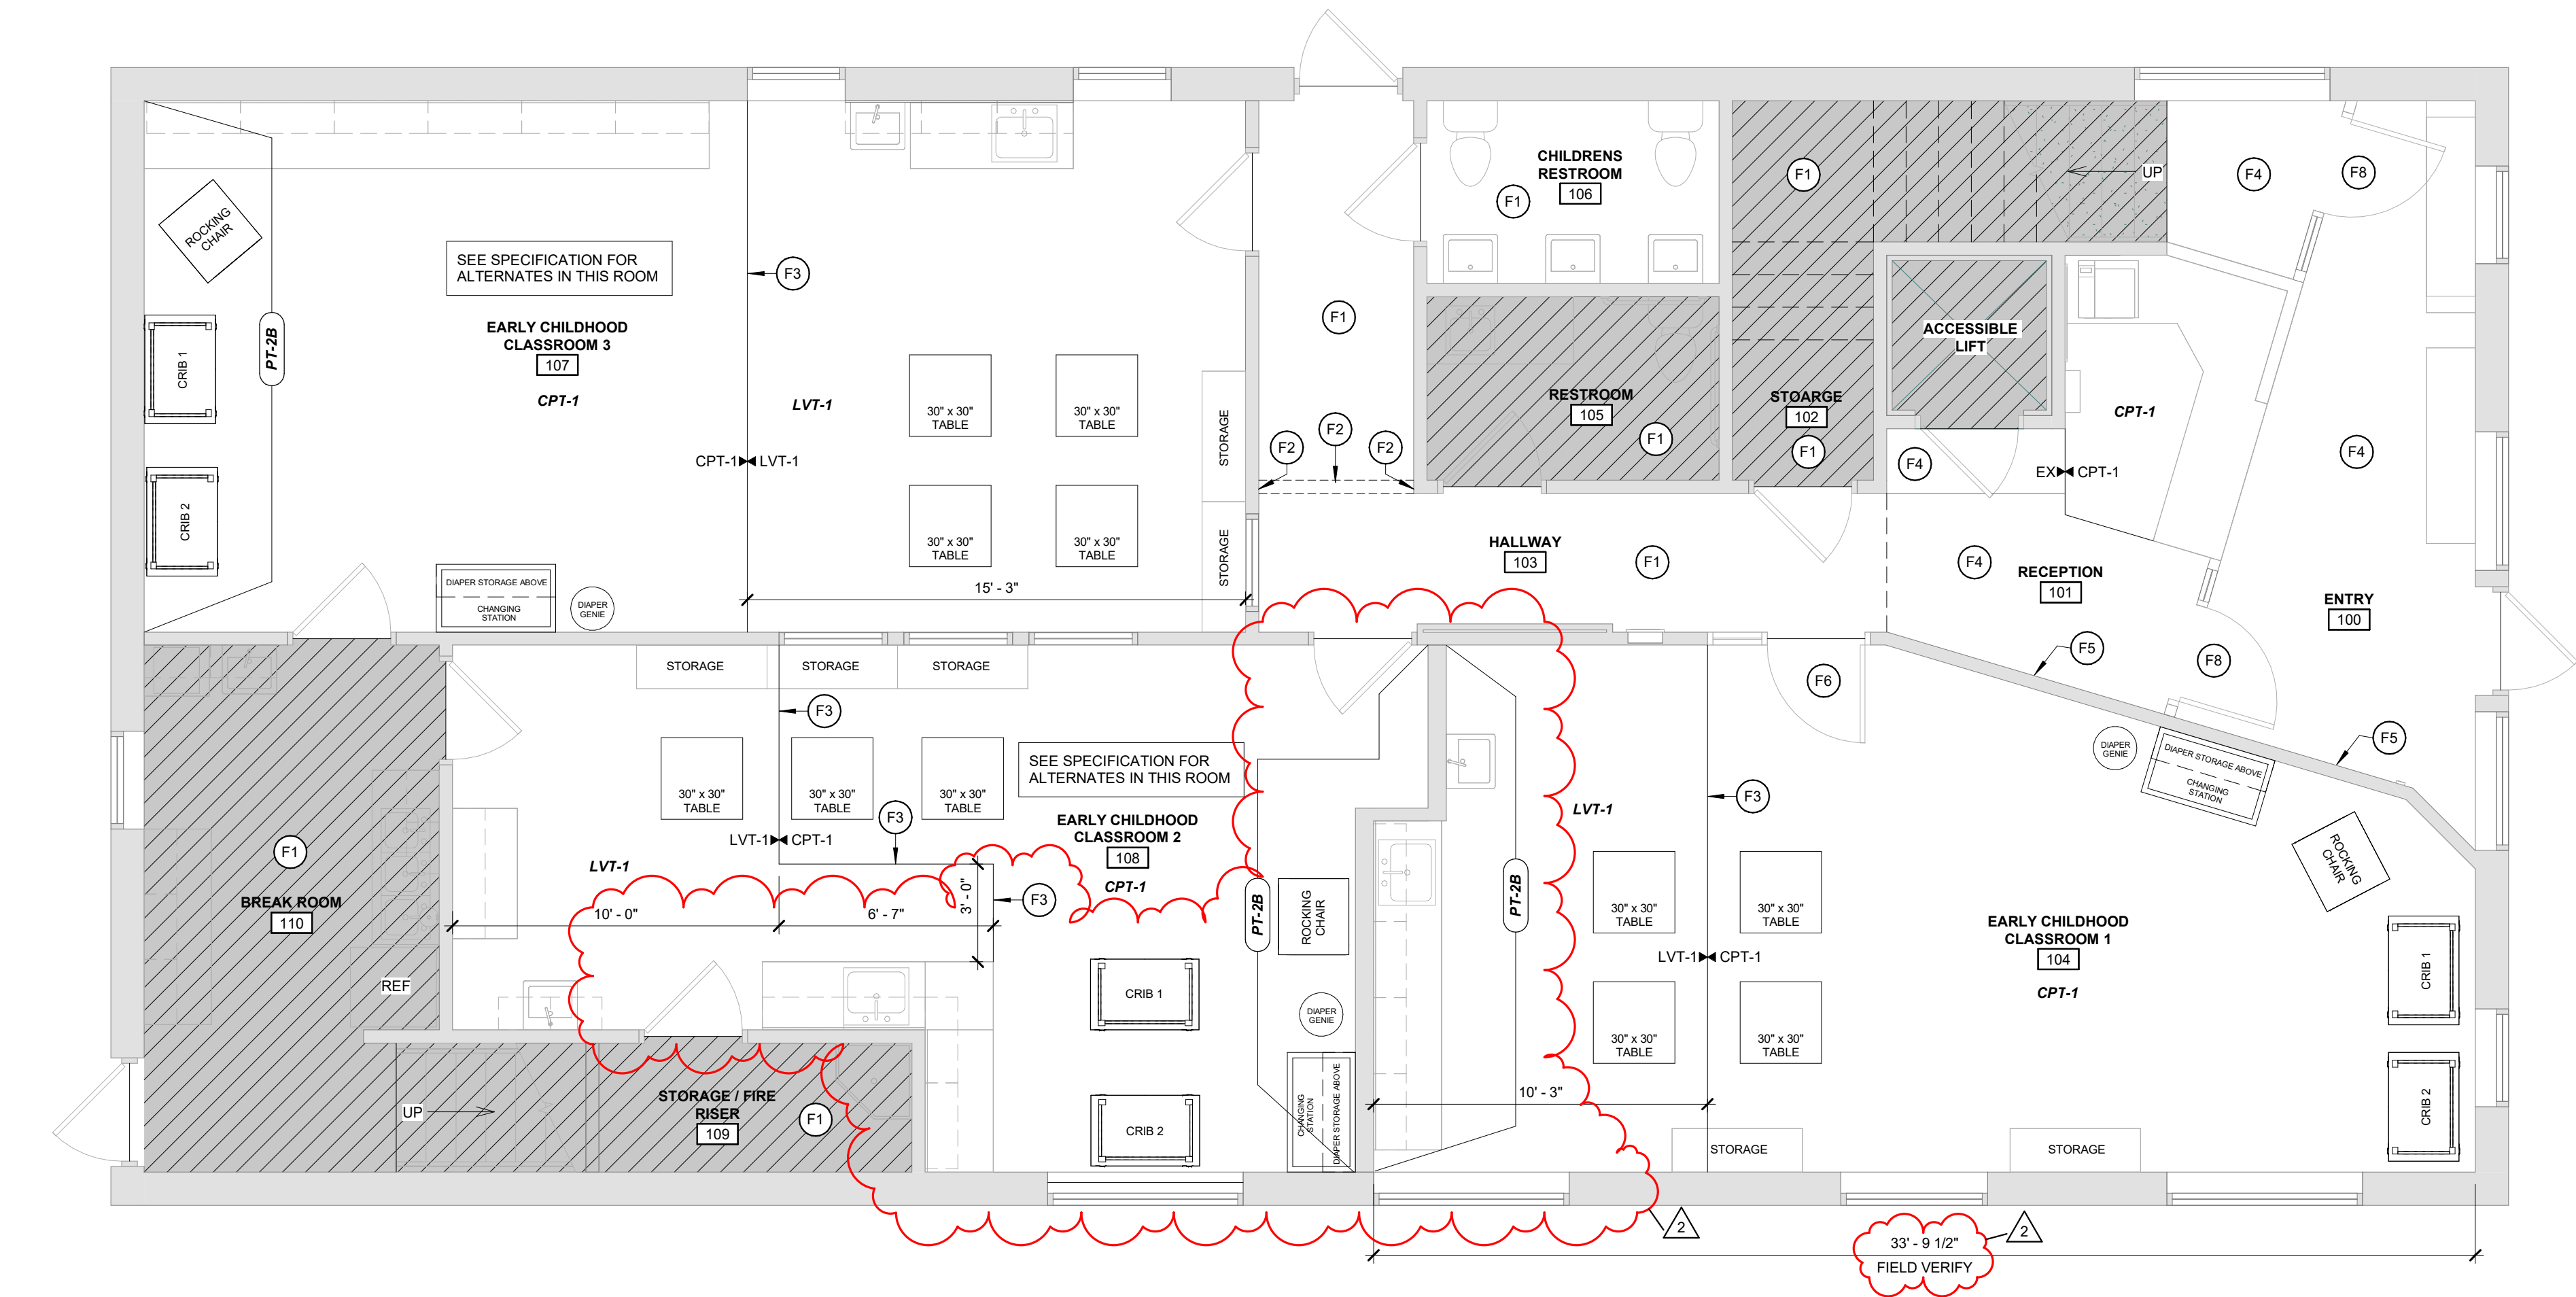 UP
F1
F4
F8
CHILDRENS
RESTROOM
106
F1
ROCKING
CHAIR
SEE SPECIFICATION FOR
ALTERNATES IN THIS ROOM
F3
F1
EARLY CHILDHOOD
CLASSROOM 3
107
CPT-1
PT-2B
CRIB 1
CRIB 2
LVT-1
CPT-1 LVT-1
30" x 30"
TABLE
30" x 30"
TABLE
30" x 30"
TABLE
30" x 30"
TABLE
STORAGE
STORAGE
15' - 3"
DIAPER STORAGE ABOVE
CHANGING
STATION
DIAPER
GENIE
F2
F2
F2
RESTROOM
105
F1
STOARGE
102
F1
ACCESSIBLE
LIFT
CPT-1
F4
EX CPT-1
F4
HALLWAY
103
F1
F4
RECEPTION
101
ENTRY
100
F5
F8
F5
F6
STORAGE
STORAGE
STORAGE
F3
30" x 30"
TABLE
30" x 30"
TABLE
30" x 30"
TABLE
SEE SPECIFICATION FOR
ALTERNATES IN THIS ROOM
LVT-1 CPT-1
F3
EARLY CHILDHOOD
CLASSROOM 2
108
CPT-1
LVT-1
10' - 0"
6' - 7"
3' - 0"
F3
PT-2B
ROCKING
CHAIR
CRIB 1
CRIB 2
DIAPER
GENIE
CHANGING
STATION
DIAPER STORAGE ABOVE
F1
BREAK ROOM
110
REF
UP
STORAGE / FIRE
RISER
109
F1
PT-2B
LVT-1
F3
30" x 30"
TABLE
30" x 30"
TABLE
30" x 30"
TABLE
30" x 30"
TABLE
LVT-1 CPT-1
10' - 3"
DIAPER
GENIE
DIAPER STORAGE ABOVE
CHANGING
STATION
ROCKING
CHAIR
EARLY CHILDHOOD
CLASSROOM 1
104
CPT-1
CRIB 1
CRIB 2
STORAGE
STORAGE
2
2
33' - 9 1/2"
FIELD VERIFY